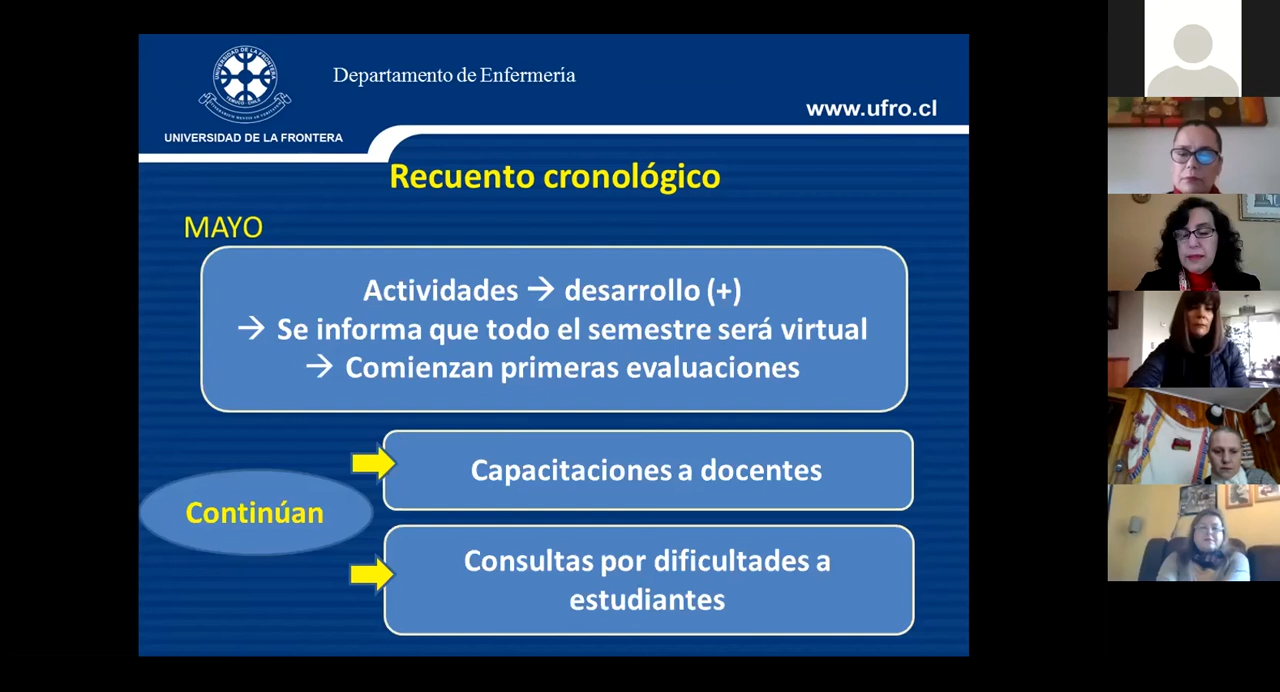 Departamento de Enfermería
www.ufro.cl
UNIVERSIDAD DE LA FRONTERA
Recuento cronológico
MAYO
Actividades → desarrollo (+)
→ Se informa que todo el semestre será virtual
→ Comienzan primeras evaluaciones
Continúan
Capacitaciones a docentes
Consultas por dificultades a
estudiantes